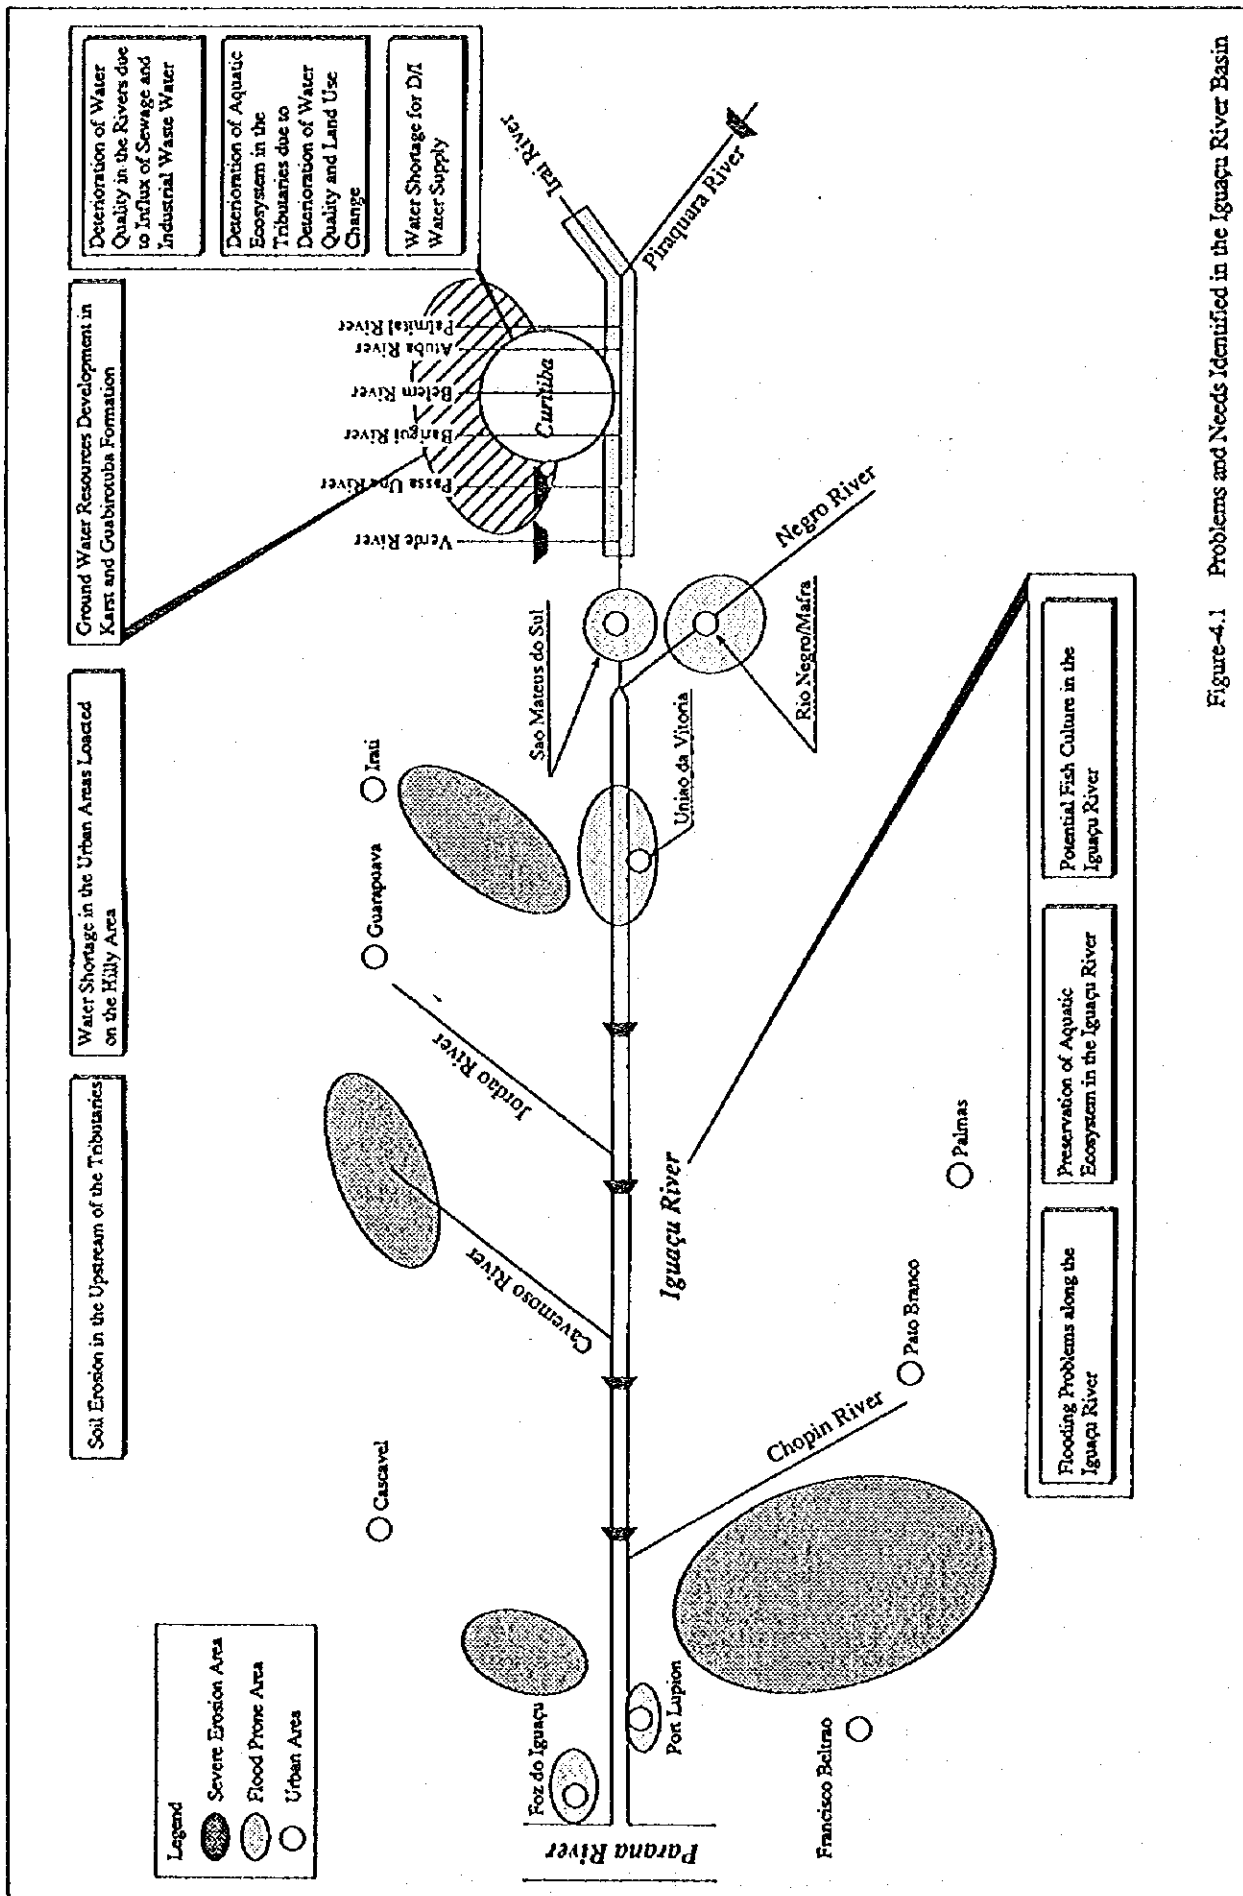 Soil Erosion in the Upstream of the Tributaries
Water Shortage in the Urban Areas Loacted
on the Hilly Area
Ground Water Resources Development in
Karst and Guabirotuba Formation
Deterioration of Water
Quality in the Rivers due
to Influx of Sewage and
Industrial Waste Water
Deterioration of Aquatic
Ecosystem in the
Tributaries due to
Deterioration of Water
Quality and Land Use
Change
Water Shortage for D/I
Water Supply
Legend
Severe Erosion Area
Flood Prone Area
Urban Area
Cascavel
Guarapuava
Irati
Verde River
Passa Una River
Barigui River
Belem River
Atuba River
Palmital River
Curitiba
Irai River
Piraquara River
Cavernoso River
Jordao River
Sao Mateus do Sul
Foz do Iguaçu
Parana River
Port Lupion
Iguaçu River
Uniao da Vitoria
Rio Negro/Mafra
Negro River
Chopin River
Francisco Beltrao
Pato Branco
Palmas
Flooding Problems along the
Iguaçu River
Preservation of Aquatic
Ecosystem in the Iguaçu River
Potential Fish Culture in the
Iguaçu River
Figure-4.1 Problems and Needs Identified in the Iguaçu River Basin